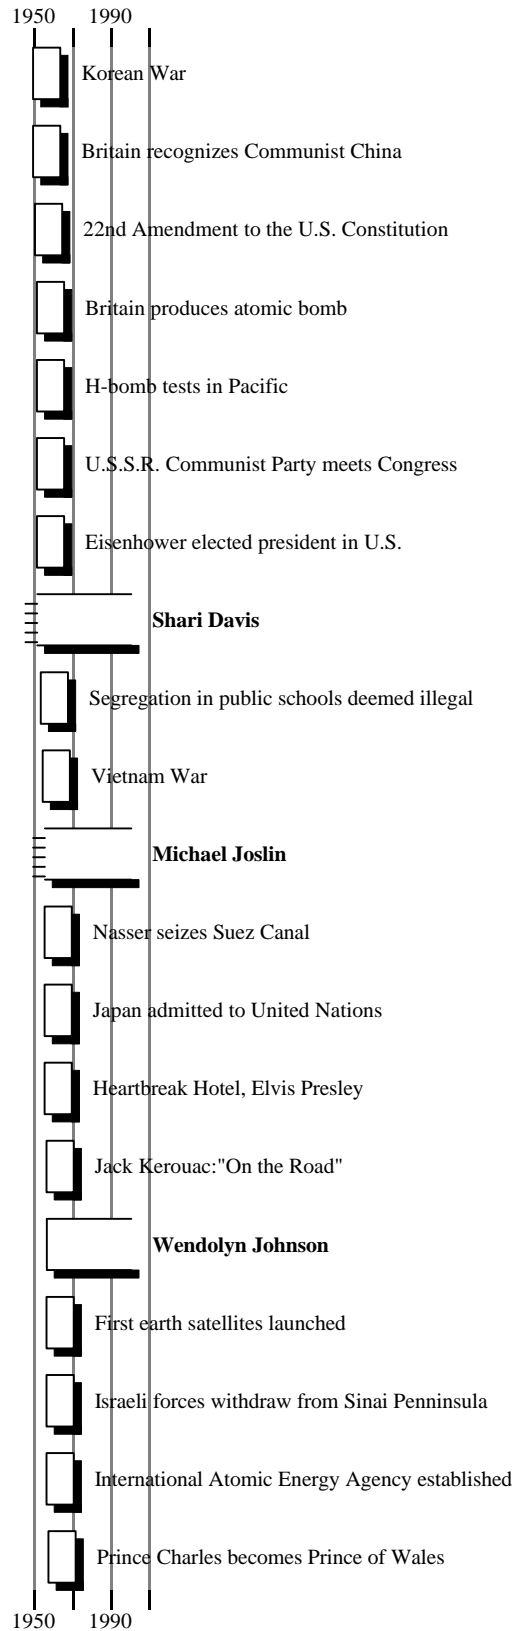 1950 1990
Korean War
Britain recognizes Communist China
22nd Amendment to the U.S. Constitution
Britain produces atomic bomb
H-bomb tests in Pacific
U.S.S.R. Communist Party meets Congress
Eisenhower elected president in U.S.
Shari Davis
Segregation in public schools deemed illegal
Vietnam War
Michael Joslin
Nasser seizes Suez Canal
Japan admitted to United Nations
Heartbreak Hotel, Elvis Presley
Jack Kerouac:"On the Road"
Wendolyn Johnson
First earth satellites launched
Israeli forces withdraw from Sinai Penninsula
International Atomic Energy Agency established
Prince Charles becomes Prince of Wales
1950 1990